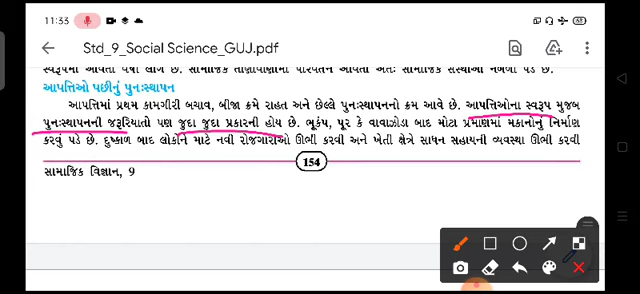 11:33
63
Std_9_Social Science_GUJ.pdf
આપત્તિઓ પછીનું પુનઃસ્થાપન
આપત્તિમાં પ્રથમ કામગીરી બચાવ, બીજા ક્રમે રાહત અને છેલ્લે પુનઃસ્થાપનનો ક્રમ આવે છે. આપત્તિઓના સ્વરૂપ મુજબ
પુનઃસ્થાપનની જરૂરિયાતો પણ જુદા જુદા પ્રકારની હોય છે. ભૂકંપ, પૂર કે વાવાઝોડા બાદ મોટા પ્રમાણમાં મકાનોનું નિર્માણ
કરવું પડે છે. દુષ્કાળ બાદ લોકોને માટે નવી રોજગારીઓ ઊભી કરવી અને ખેતી ક્ષેત્રે સાધન સહાયની વ્યવસ્થા ઊભી કરવી
154
સામાજિક વિજ્ઞાન, 9